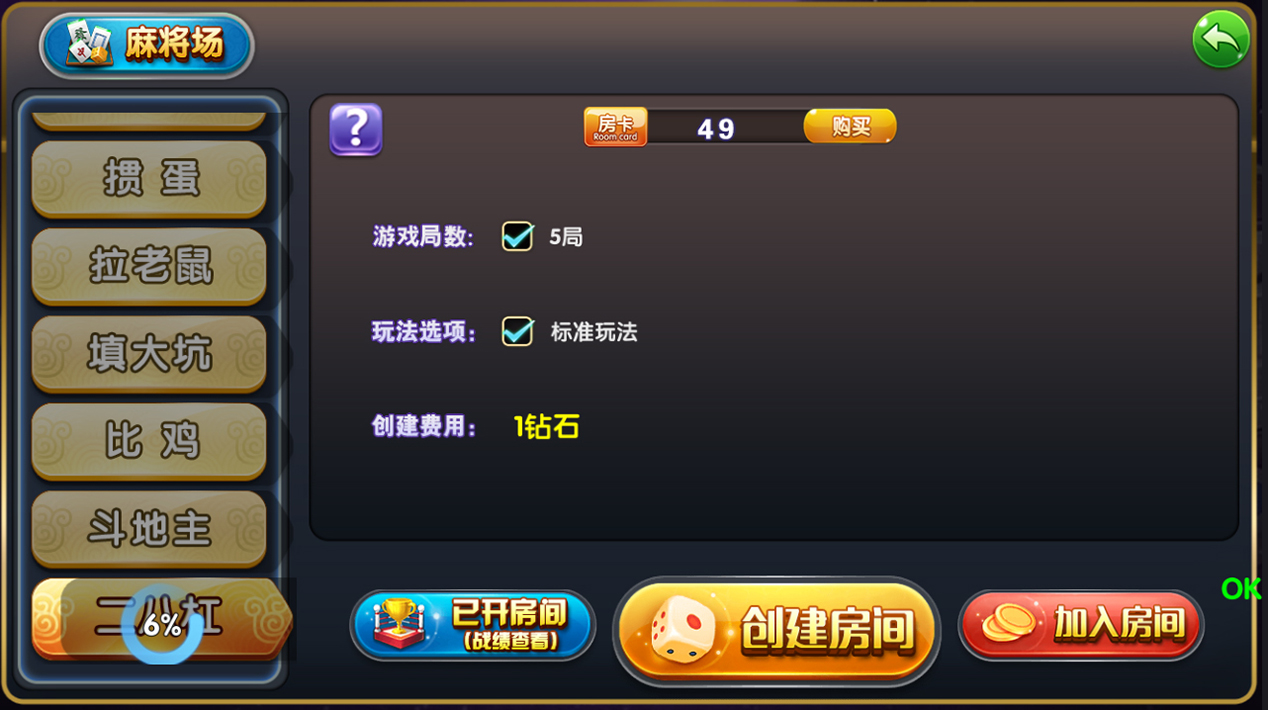 麻将场
掼蛋
拉老鼠
填大坑
比鸡
斗地主
二八杠
6%
?
房卡
Room card
49
购买
游戏局数:
5局
玩法选项:
标准玩法
创建费用:
1钻石
已开房间
(战绩查看)
创建房间
加入房间
OK